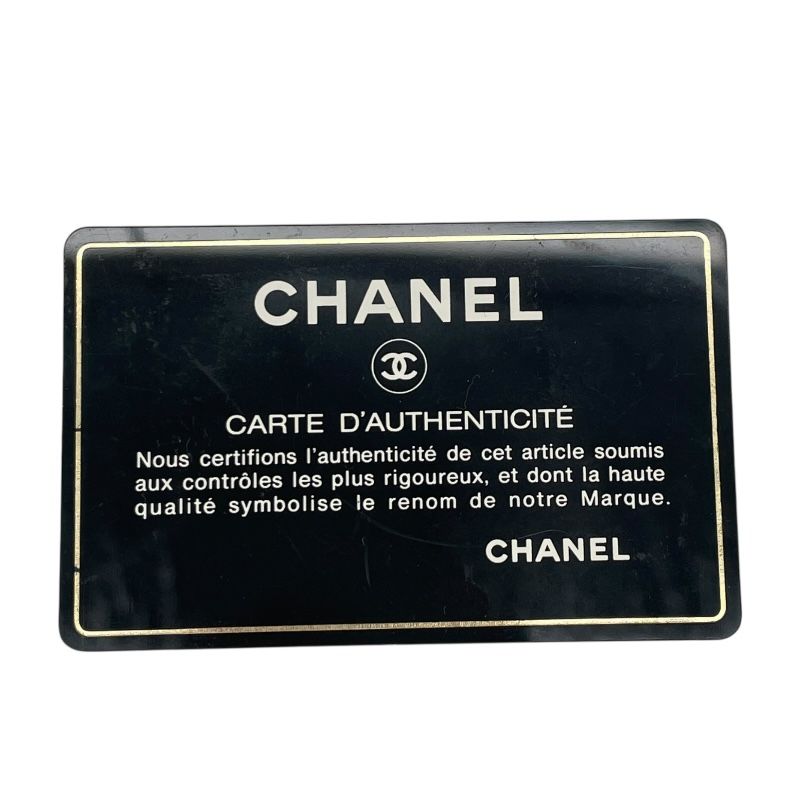 CHANEL
CARTE D'AUTHENTICITÉ
Nous certifions l'authenticité de cet article soumis
aux contrôles les plus rigoureux, et dont la haute
qualité symbolise le renom de notre Marque.
CHANEL